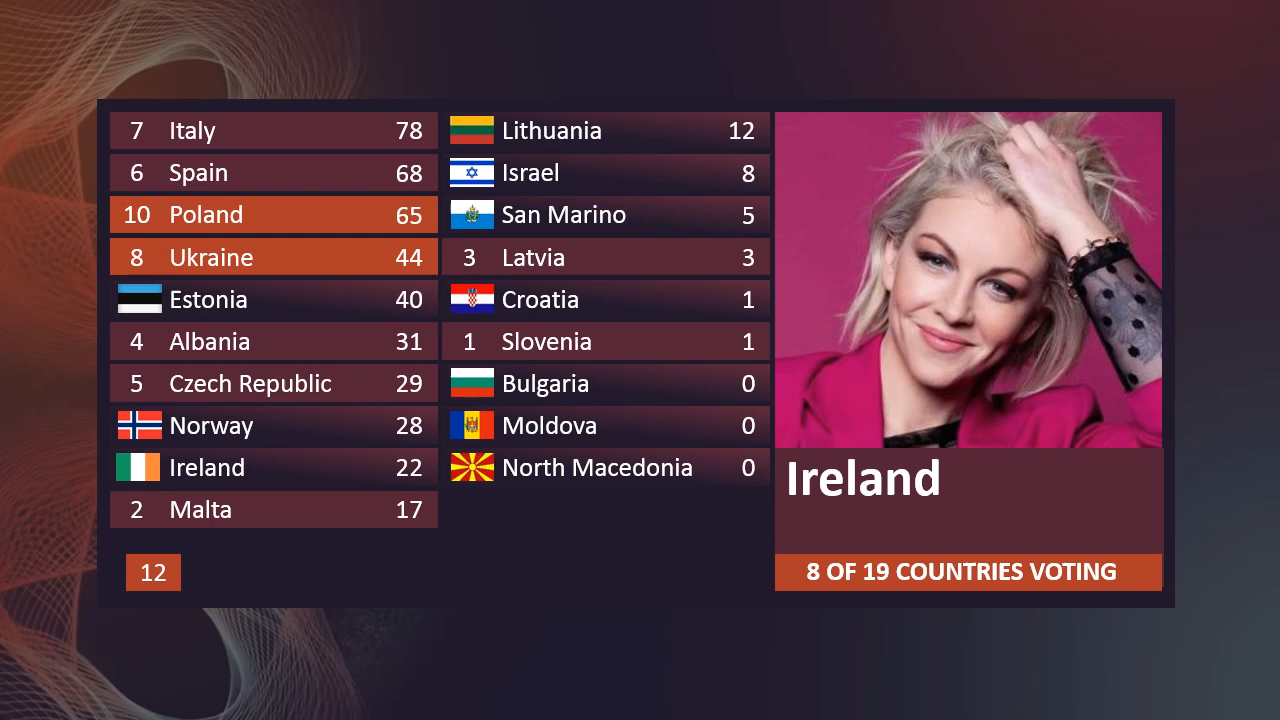 7 Italy 78
6 Spain 68
10 Poland 65
8 Ukraine 44
Estonia 40
4 Albania 31
5 Czech Republic 29
Norway 28
Ireland 22
2 Malta 17
12
Lithuania 12
Israel 8
San Marino 5
3 Latvia 3
Croatia 1
1 Slovenia 1
Bulgaria 0
Moldova 0
North Macedonia 0
Ireland
8 OF 19 COUNTRIES VOTING